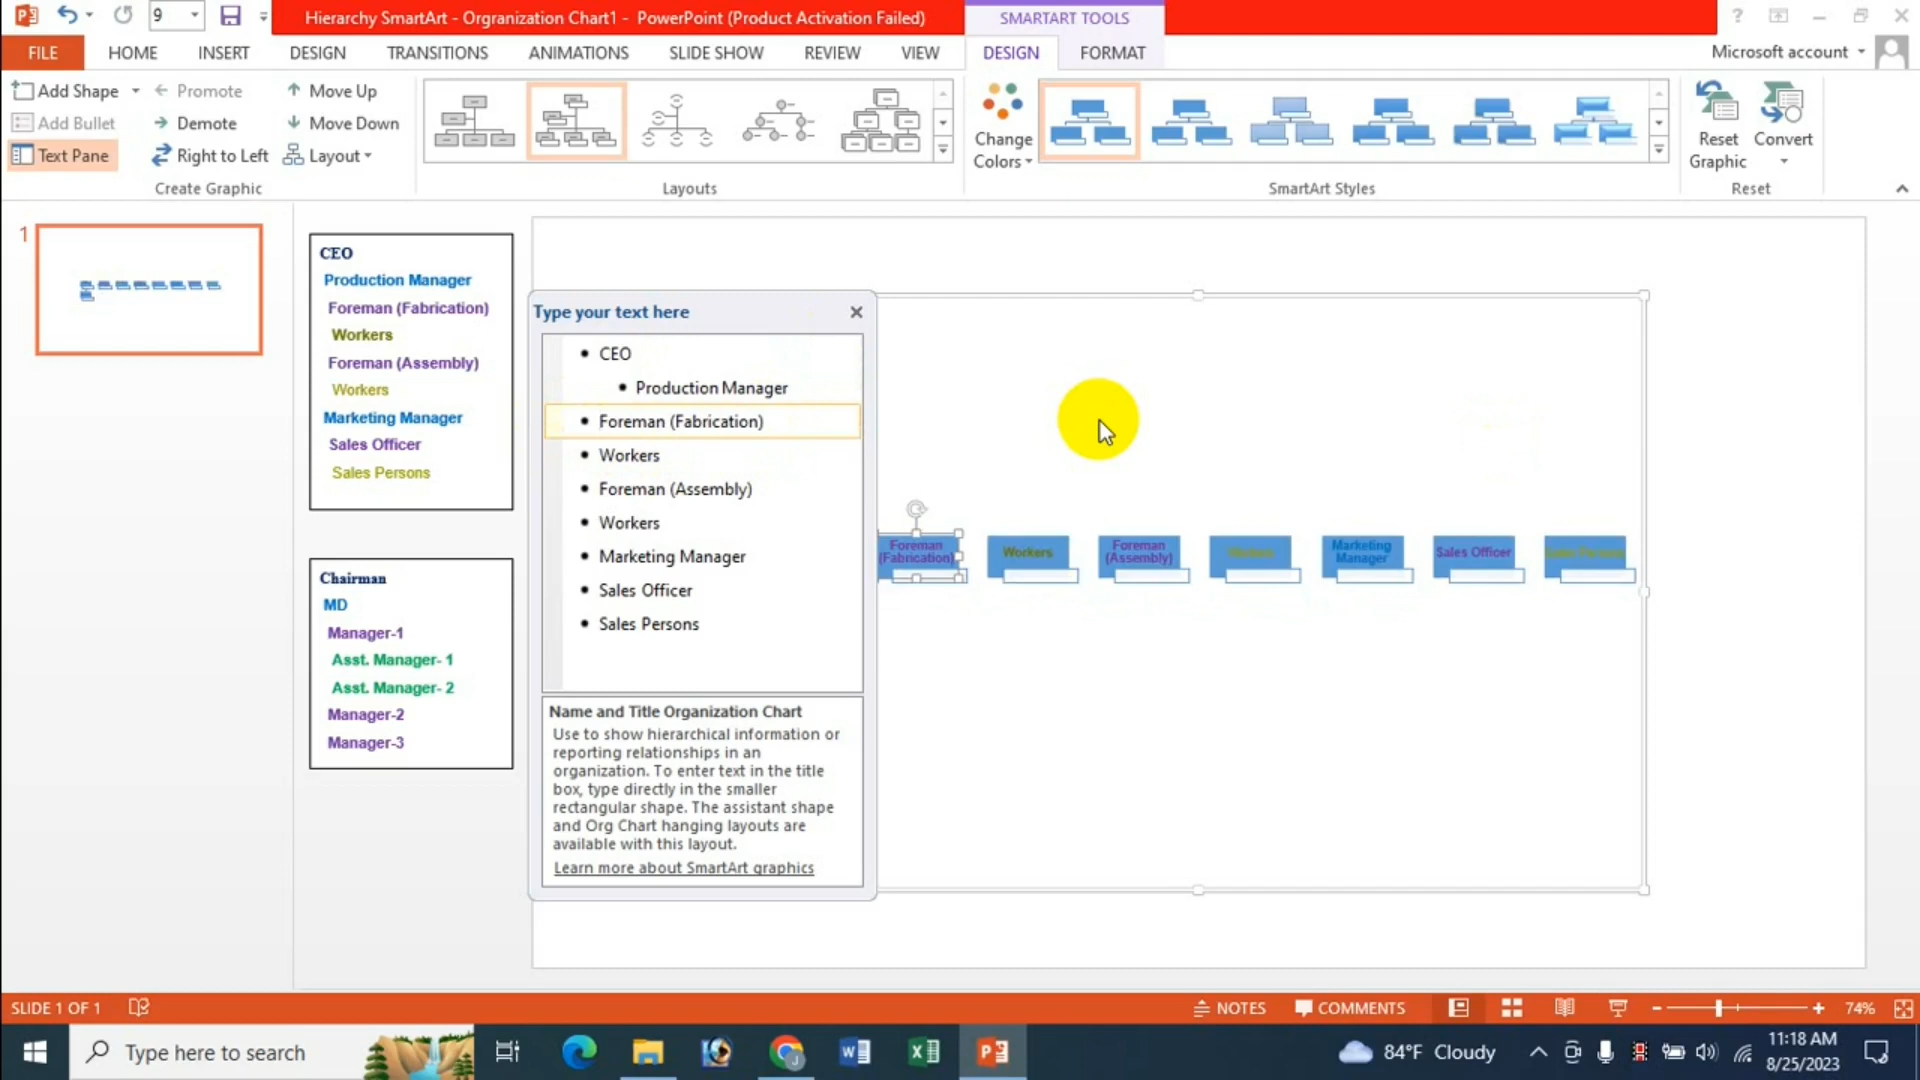 9
Hierarchy SmartArt - Orgranization Chart1 - PowerPoint (Product Activation Failed)
SMARTART TOOLS
?
FILE
HOME
INSERT
DESIGN
TRANSITIONS
ANIMATIONS
SLIDE SHOW
REVIEW
VIEW
DESIGN
FORMAT
Microsoft account
Add Shape
Promote
Move Up
Add Bullet
Demote
Move Down
Text Pane
Right to Left
Layout
Create Graphic
Layouts
Change
Colors
SmartArt Styles
Reset
Graphic
Convert
Reset
1
CEO
Production Manager
Foreman (Fabrication)
Workers
Foreman (Assembly)
Workers
Marketing Manager
Sales Officer
Sales Persons
Chairman
MD
Manager-1
Asst. Manager- 1
Asst. Manager- 2
Manager-2
Manager-3
Type your text here
• CEO
• Production Manager
• Foreman (Fabrication)
• Workers
• Foreman (Assembly)
• Workers
• Marketing Manager
• Sales Officer
• Sales Persons
Name and Title Organization Chart
Use to show hierarchical information or
reporting relationships in an
organization. To enter text in the title
box, type directly in the smaller
rectangular shape. The assistant shape
and Org Chart hanging layouts are
available with this layout.
Learn more about SmartArt graphics
Foreman
(Fabrication)
Workers
Foreman
(Assembly)
Workers
Marketing
Manager
Sales Officer
Sales Persons
SLIDE 1 OF 1
NOTES
COMMENTS
74%
Type here to search
84°F Cloudy
11:18 AM
8/25/2023